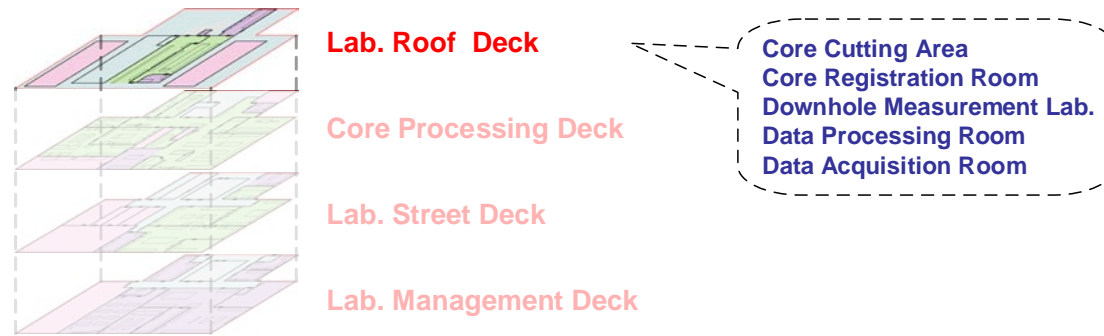 Lab. Roof Deck
Core Processing Deck
Lab. Street Deck
Lab. Management Deck
Core Cutting Area
Core Registration Room
Downhole Measurement Lab.
Data Processing Room
Data Acquisition Room